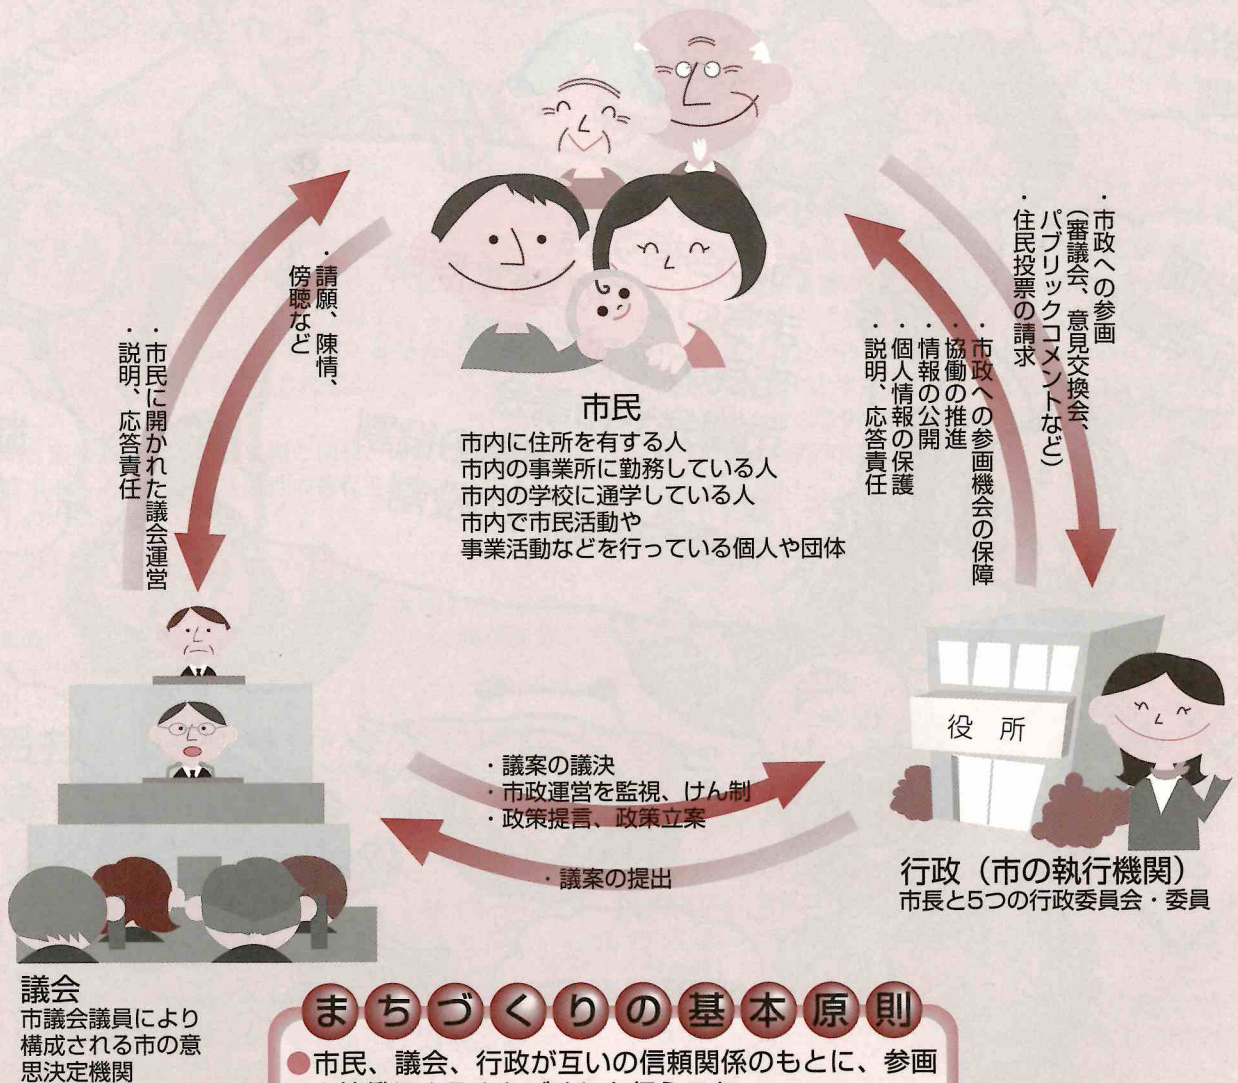 市民
市内に住所を有する人
市内の事業所に勤務している人
市内の学校に通学している人
市内で市民活動や
事業活動などを行っている個人や団体
・請願、陳情、
傍聴など
・市民に開かれた議会運営
・説明、応答責任
・市政への参画
(審議会、意見交換会、
パブリックコメントなど)
・住民投票の請求
・市政への参画機会の保障
・協働の推進
・情報の公開
・個人情報の保護
・説明、応答責任
役所
・議案の議決
・市政運営を監視、けん制
・政策提言、政策立案
・議案の提出
行政(市の執行機関)
市長と5つの行政委員会・委員
議会
市議会議員により
構成される市の意
思決定機関
まちづくりの基本原則
●市民、議会、行政が互いの信頼関係のもとに、参画